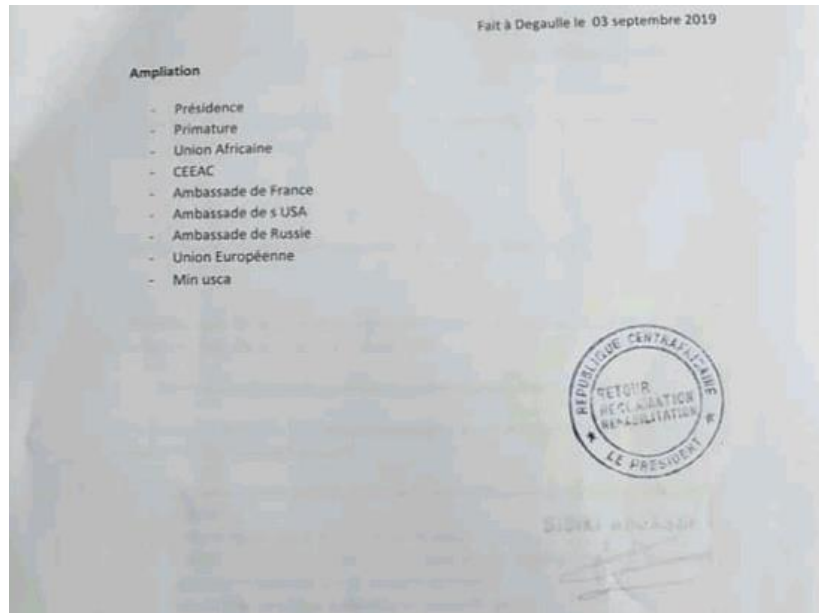 Fait à Degaulle le 03 septembre 2019
Ampliation
- Présidence
- Primature
- Union Africaine
- CEEAC
- Ambassade de France
- Ambassade de s USA
- Ambassade de Russie
- Union Européenne
- Min usca
REPUBLIQUE CENTRAFRICAINE
RETOUR
RECLAMATION
REHABILITATION
* LE PRESIDENT *